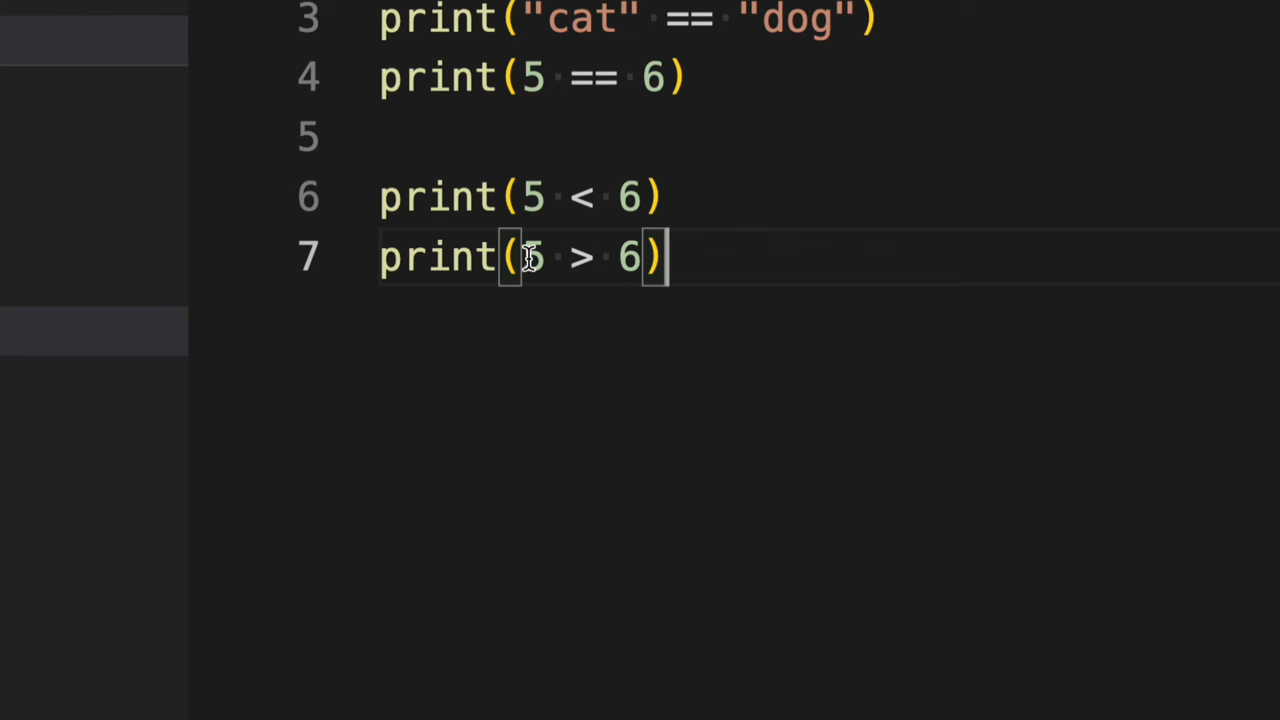 3 print("cat" == "dog")
4 print(5 == 6)
5
6 print(5 < 6)
7 print(5 > 6)